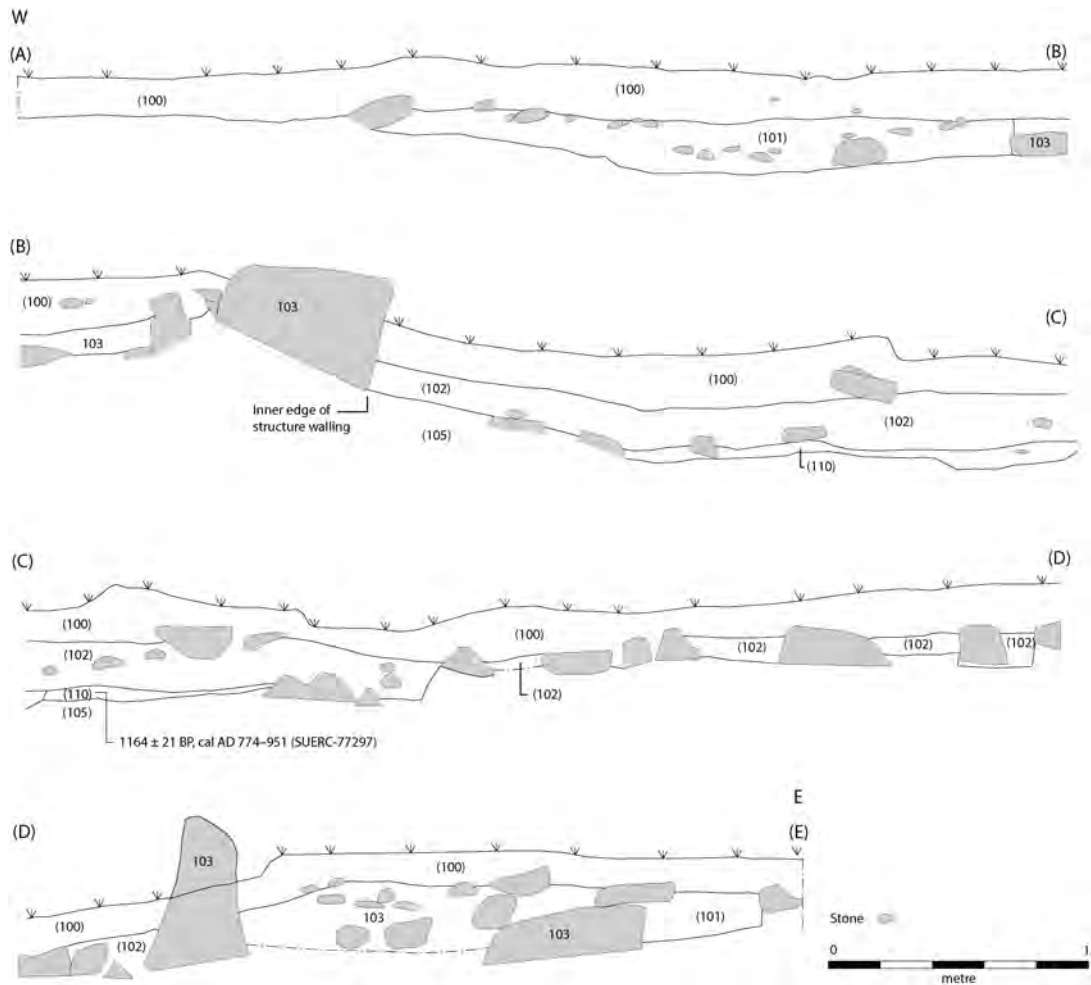 W
(A) (B)
(100) (100)
(101) 103
(B)
103
(100) (C)
103 (100)
(102)
Inner edge of
structure walling
(102)
(105)
(110)
(C) (D)
(100) (100)
(102) (102) (102) (102)
(102)
(110)
(105)
1164 ± 21 BP, cal AD 774–951 (SUERC-77297)
E
(D) (E)
103
(100)
(100) 103 (101)
(102) 103
Stone
0 1
metre